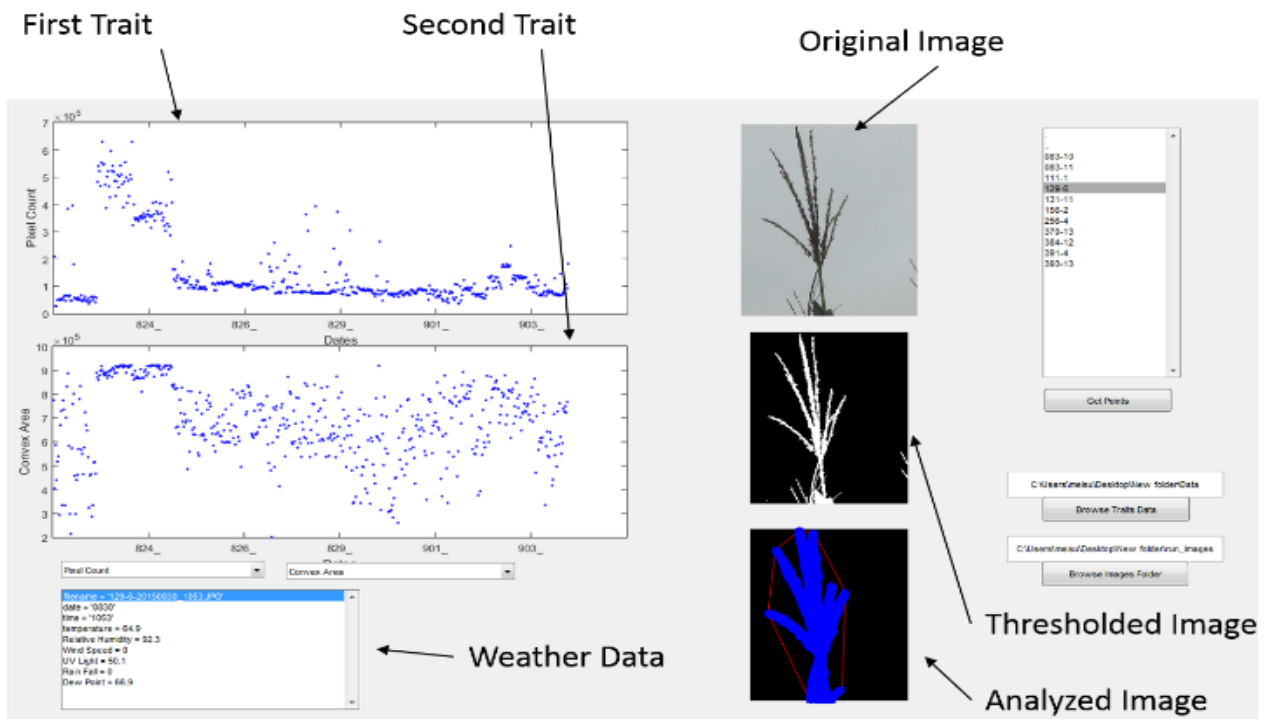 First Trait
Second Trait
Original Image
× 10⁵
7
6
5
4
3
2
1
0
Pixel Count
824_
826_
829_
901_
903_
Dates
× 10⁵
10
9
8
7
6
5
4
3
2
Convex Area
824_
826_
829_
901_
903_
Dates
Pixel Count
Convex Area
filename = '129-6-20150830_1053.JPG'
date = '0830'
time = '1053'
temperature = 64.9
Relative Humidity = 92.3
Wind Speed = 0
UV Light = 50.1
Rain Fall = 0
Dew Point = 66.9
Weather Data
.
..
083-10
083-11
111-1
129-6
131-11
156-2
256-4
379-13
384-12
391-4
393-13
Get Points
C:\Users\meisu\Desktop\New folder\Data
Browse Traits Data
C:\Users\meisu\Desktop\New folder\run_images
Browse Images Folder
Thresholded Image
Analyzed Image